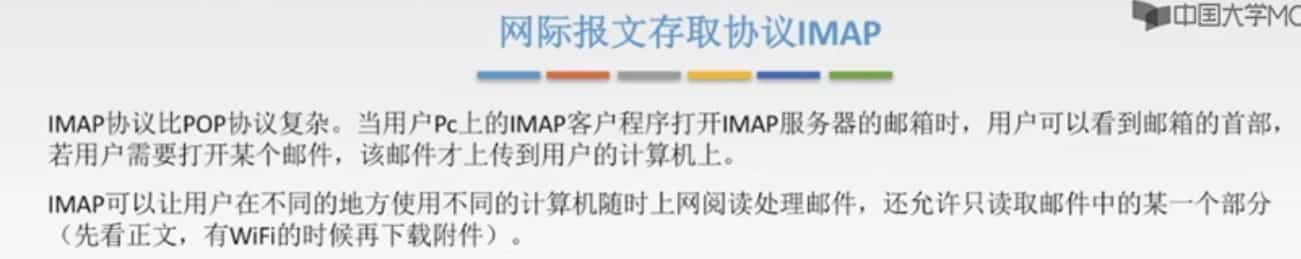 中国大学MO
网际报文存取协议IMAP
IMAP协议比POP协议复杂。当用户Pc上的IMAP客户程序打开IMAP服务器的邮箱时，用户可以看到邮箱的首部，
若用户需要打开某个邮件，该邮件才上传到用户的计算机上。
IMAP可以让用户在不同的地方使用不同的计算机随时上网阅读处理邮件，还允许只读取邮件中的某一个部分
（先看正文，有WiFi的时候再下载附件）。